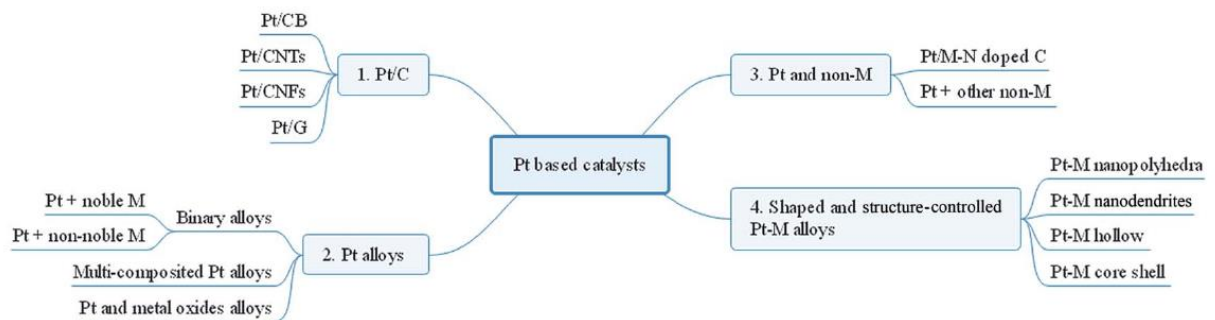 Pt based catalysts
1. Pt/C
Pt/CB
Pt/CNTs
Pt/CNFs
Pt/G
2. Pt alloys
Binary alloys
Pt + noble M
Pt + non-noble M
Multi-composited Pt alloys
Pt and metal oxides alloys
3. Pt and non-M
Pt/M-N doped C
Pt + other non-M
4. Shaped and structure-controlled
Pt-M alloys
Pt-M nanopolyhedra
Pt-M nanodendrites
Pt-M hollow
Pt-M core shell